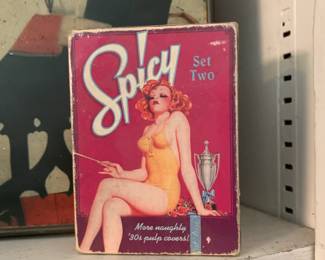 Spicy
Set
Two
More naughty
'30s pulp covers!